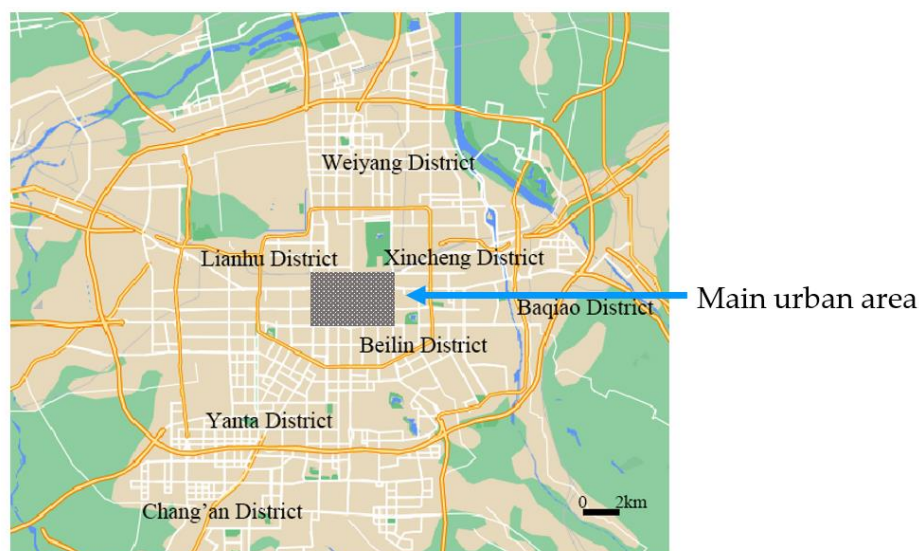 Weiyang District
Lianhu District
Xincheng District
Main urban area
Baqiao District
Beilin District
Yanta District
0 2km
Chang'an District